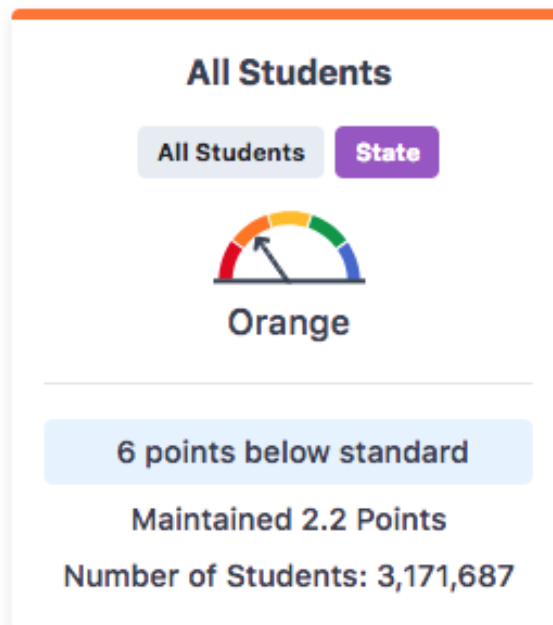 All Students
All Students State
Orange
6 points below standard
Maintained 2.2 Points
Number of Students: 3,171,687